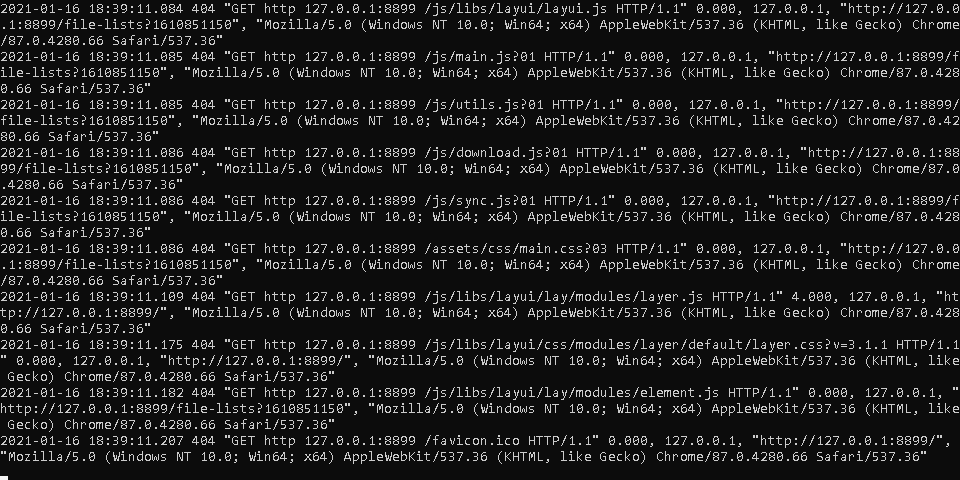 2021-01-16 18:39:11.084 404 "GET http 127.0.0.1:8899 /js/libs/layui/layui.js HTTP/1.1" 0.000, 127.0.0.1, "http://127.0.0
.1:8899/file-lists?1610851150", "Mozilla/5.0 (Windows NT 10.0; Win64; x64) AppleWebKit/537.36 (KHTML, like Gecko) Chrome
/87.0.4280.66 Safari/537.36"
2021-01-16 18:39:11.085 404 "GET http 127.0.0.1:8899 /js/main.js?01 HTTP/1.1" 0.000, 127.0.0.1, "http://127.0.0.1:8899/f
ile-lists?1610851150", "Mozilla/5.0 (Windows NT 10.0; Win64; x64) AppleWebKit/537.36 (KHTML, like Gecko) Chrome/87.0.428
0.66 Safari/537.36"
2021-01-16 18:39:11.085 404 "GET http 127.0.0.1:8899 /js/utils.js?01 HTTP/1.1" 0.000, 127.0.0.1, "http://127.0.0.1:8899/
file-lists?1610851150", "Mozilla/5.0 (Windows NT 10.0; Win64; x64) AppleWebKit/537.36 (KHTML, like Gecko) Chrome/87.0.42
80.66 Safari/537.36"
2021-01-16 18:39:11.086 404 "GET http 127.0.0.1:8899 /js/download.js?01 HTTP/1.1" 0.000, 127.0.0.1, "http://127.0.0.1:88
99/file-lists?1610851150", "Mozilla/5.0 (Windows NT 10.0; Win64; x64) AppleWebKit/537.36 (KHTML, like Gecko) Chrome/87.0
.4280.66 Safari/537.36"
2021-01-16 18:39:11.086 404 "GET http 127.0.0.1:8899 /js/sync.js?01 HTTP/1.1" 0.000, 127.0.0.1, "http://127.0.0.1:8899/f
ile-lists?1610851150", "Mozilla/5.0 (Windows NT 10.0; Win64; x64) AppleWebKit/537.36 (KHTML, like Gecko) Chrome/87.0.428
0.66 Safari/537.36"
2021-01-16 18:39:11.086 404 "GET http 127.0.0.1:8899 /assets/css/main.css?03 HTTP/1.1" 0.000, 127.0.0.1, "http://127.0.0
.1:8899/file-lists?1610851150", "Mozilla/5.0 (Windows NT 10.0; Win64; x64) AppleWebKit/537.36 (KHTML, like Gecko) Chrome
/87.0.4280.66 Safari/537.36"
2021-01-16 18:39:11.109 404 "GET http 127.0.0.1:8899 /js/libs/layui/lay/modules/layer.js HTTP/1.1" 4.000, 127.0.0.1, "ht
tp://127.0.0.1:8899/", "Mozilla/5.0 (Windows NT 10.0; Win64; x64) AppleWebKit/537.36 (KHTML, like Gecko) Chrome/87.0.428
0.66 Safari/537.36"
2021-01-16 18:39:11.175 404 "GET http 127.0.0.1:8899 /js/libs/layui/css/modules/layer/default/layer.css?v=3.1.1 HTTP/1.1
" 0.000, 127.0.0.1, "http://127.0.0.1:8899/", "Mozilla/5.0 (Windows NT 10.0; Win64; x64) AppleWebKit/537.36 (KHTML, like
 Gecko) Chrome/87.0.4280.66 Safari/537.36"
2021-01-16 18:39:11.182 404 "GET http 127.0.0.1:8899 /js/libs/layui/lay/modules/element.js HTTP/1.1" 0.000, 127.0.0.1, "
http://127.0.0.1:8899/file-lists?1610851150", "Mozilla/5.0 (Windows NT 10.0; Win64; x64) AppleWebKit/537.36 (KHTML, like
 Gecko) Chrome/87.0.4280.66 Safari/537.36"
2021-01-16 18:39:11.207 404 "GET http 127.0.0.1:8899 /favicon.ico HTTP/1.1" 0.000, 127.0.0.1, "http://127.0.0.1:8899/",
"Mozilla/5.0 (Windows NT 10.0; Win64; x64) AppleWebKit/537.36 (KHTML, like Gecko) Chrome/87.0.4280.66 Safari/537.36"